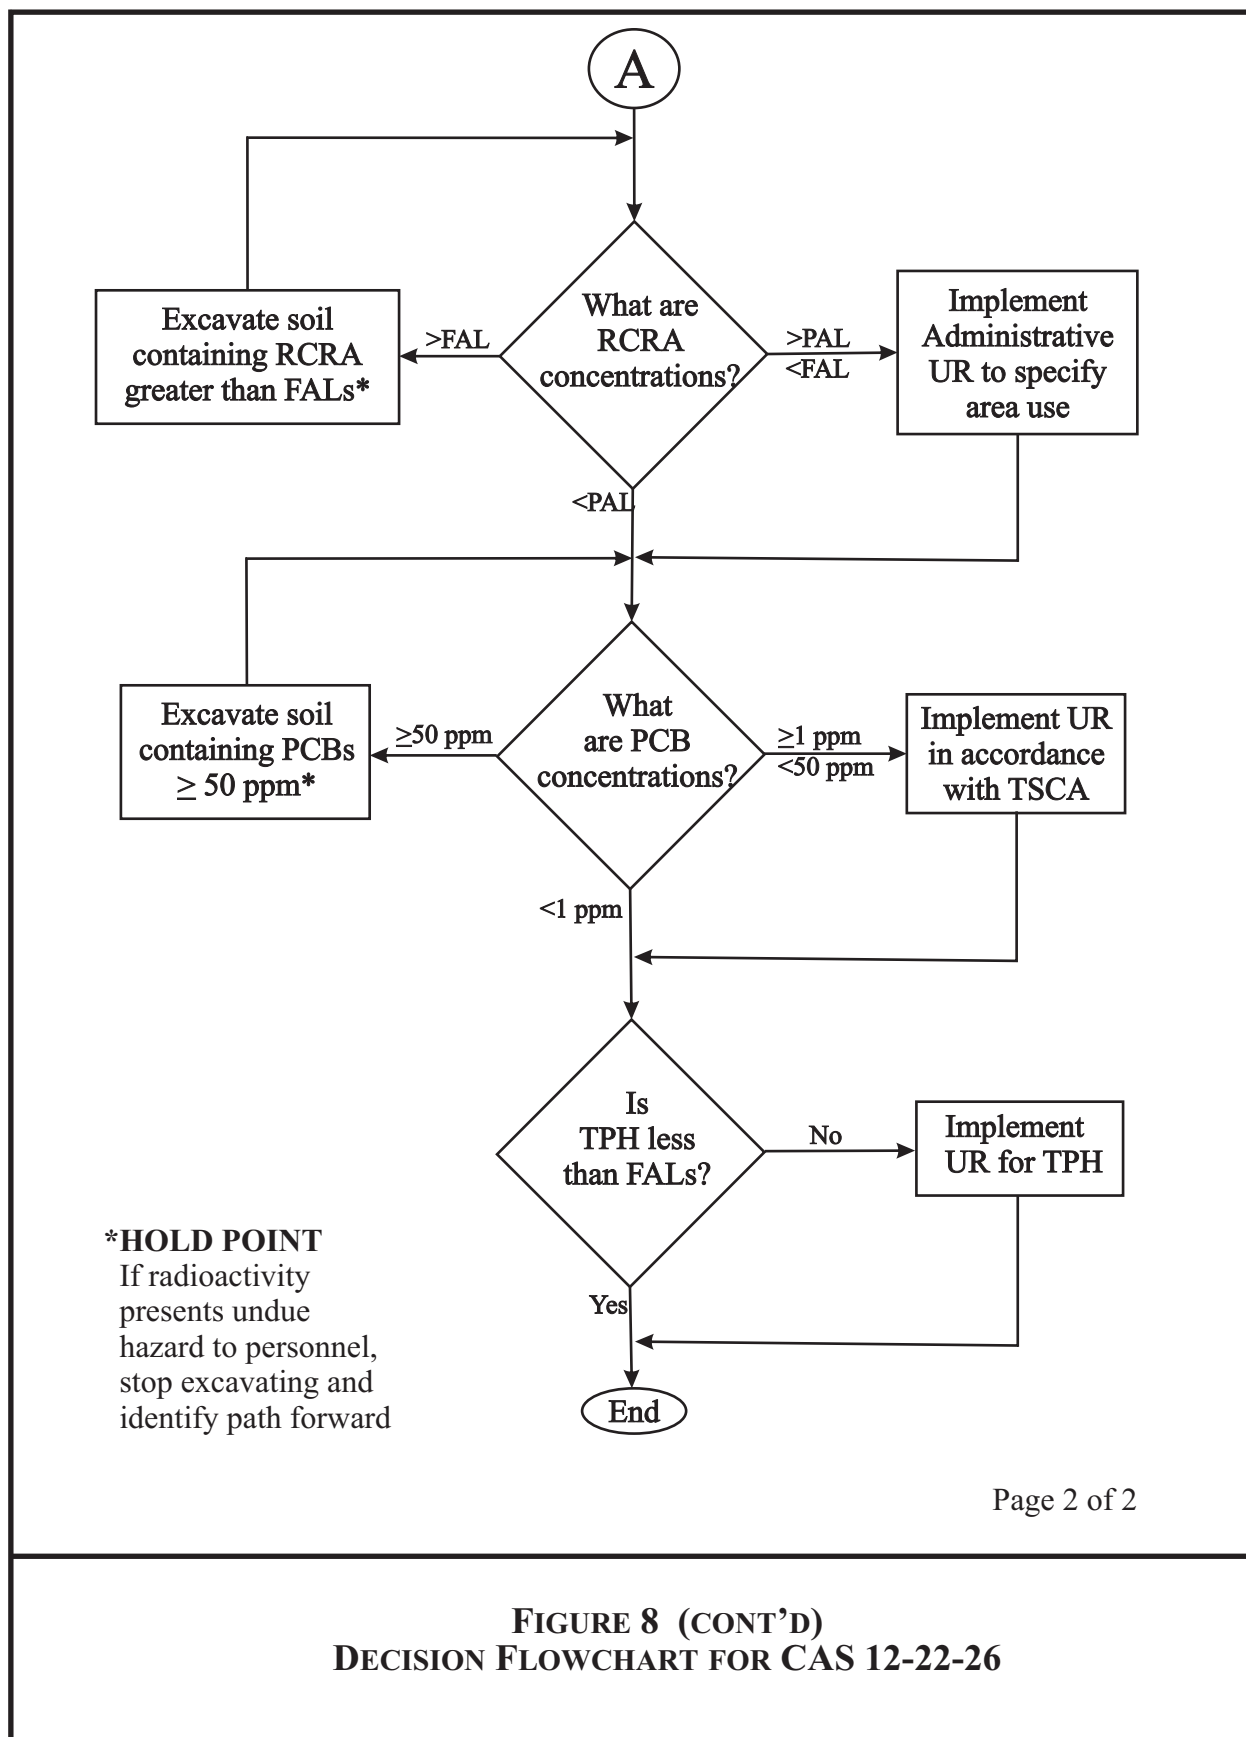 A
What are
RCRA
concentrations?
>FAL
Excavate soil
containing RCRA
greater than FALs*
>PAL
<FAL
Implement
Administrative
UR to specify
area use
<PAL
What
are PCB
concentrations?
≥50 ppm
Excavate soil
containing PCBs
≥ 50 ppm*
≥1 ppm
<50 ppm
Implement UR
in accordance
with TSCA
<1 ppm
Is
TPH less
than FALs?
No
Implement
UR for TPH
Yes
End
*HOLD POINT
If radioactivity
presents undue
hazard to personnel,
stop excavating and
identify path forward
Page 2 of 2
FIGURE 8 (CONT'D)
DECISION FLOWCHART FOR CAS 12-22-26